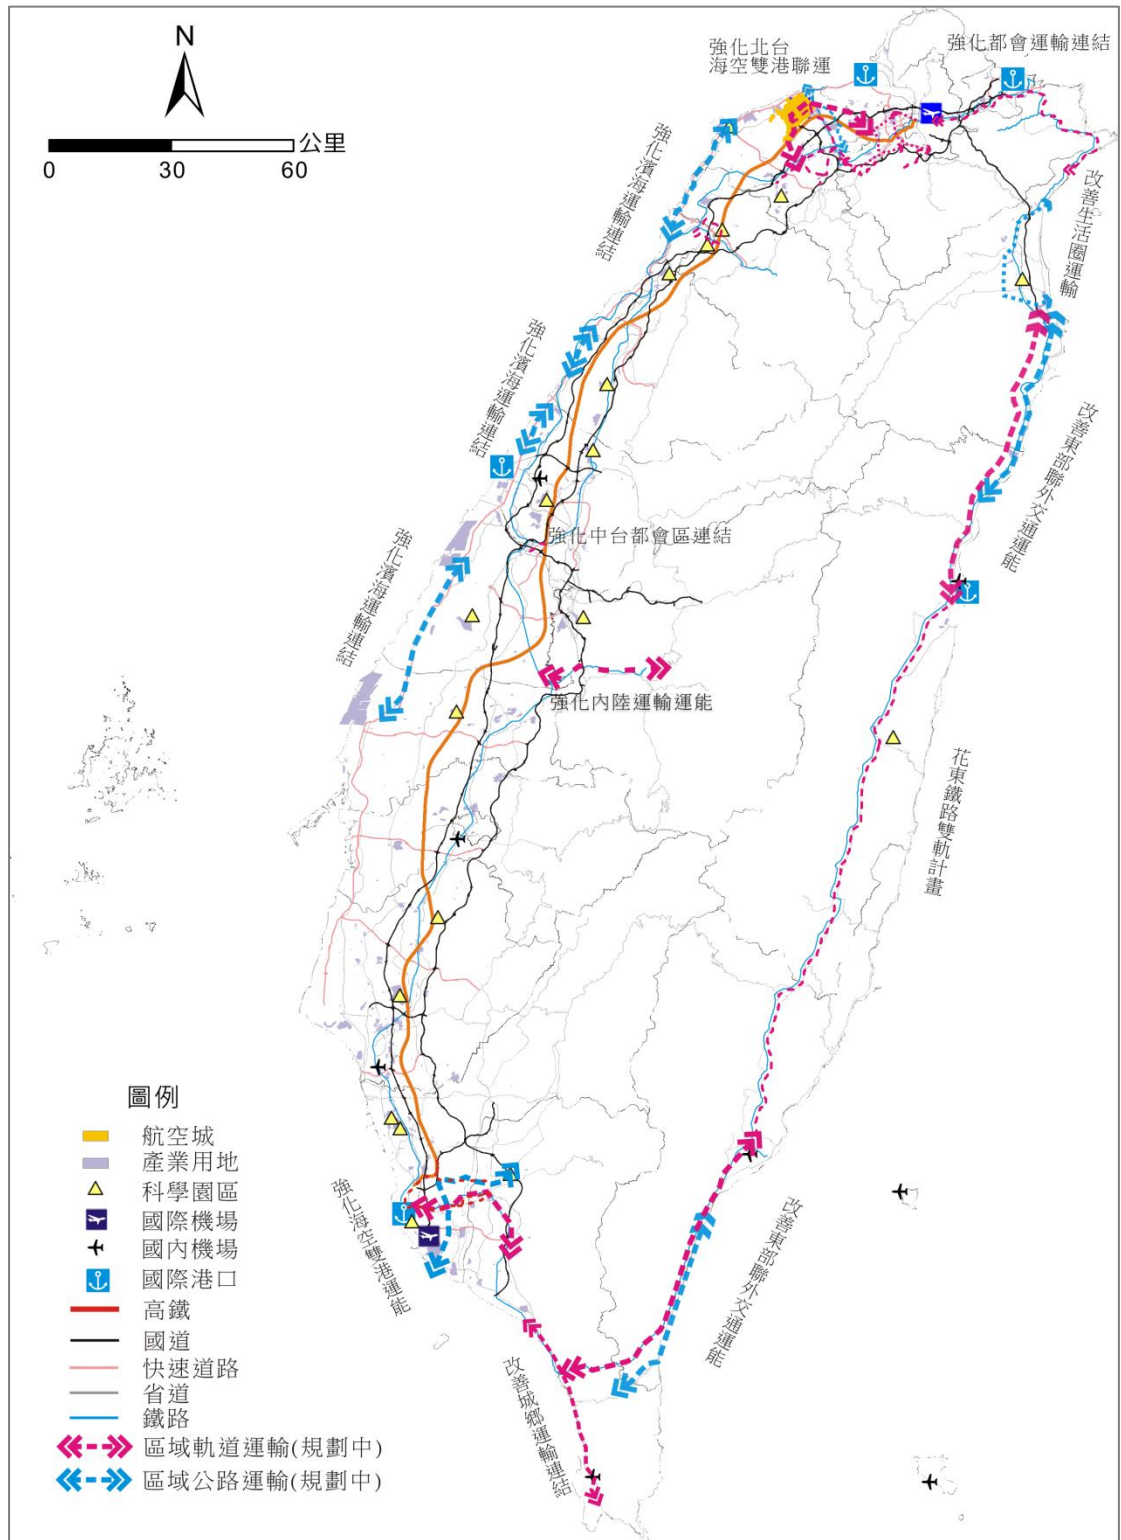 N
公里
0
30
60
強化北台
海空雙港聯運
強化都會運輸連結
強化濱海運輸連結
改善生活圈運輸
強化濱海運輸連結
改善東部聯外交通運能
強化中台都會區連結
強化濱海運輸連結
強化內陸運輸運能
花東鐵路雙軌計畫
強化海空雙港運能
改善東部聯外交通運能
改善城鄉運輸連結
圖例
航空城
產業用地
科學園區
國際機場
國內機場
國際港口
高鐵
國道
快速道路
省道
鐵路
區域軌道運輸(規劃中)
區域公路運輸(規劃中)